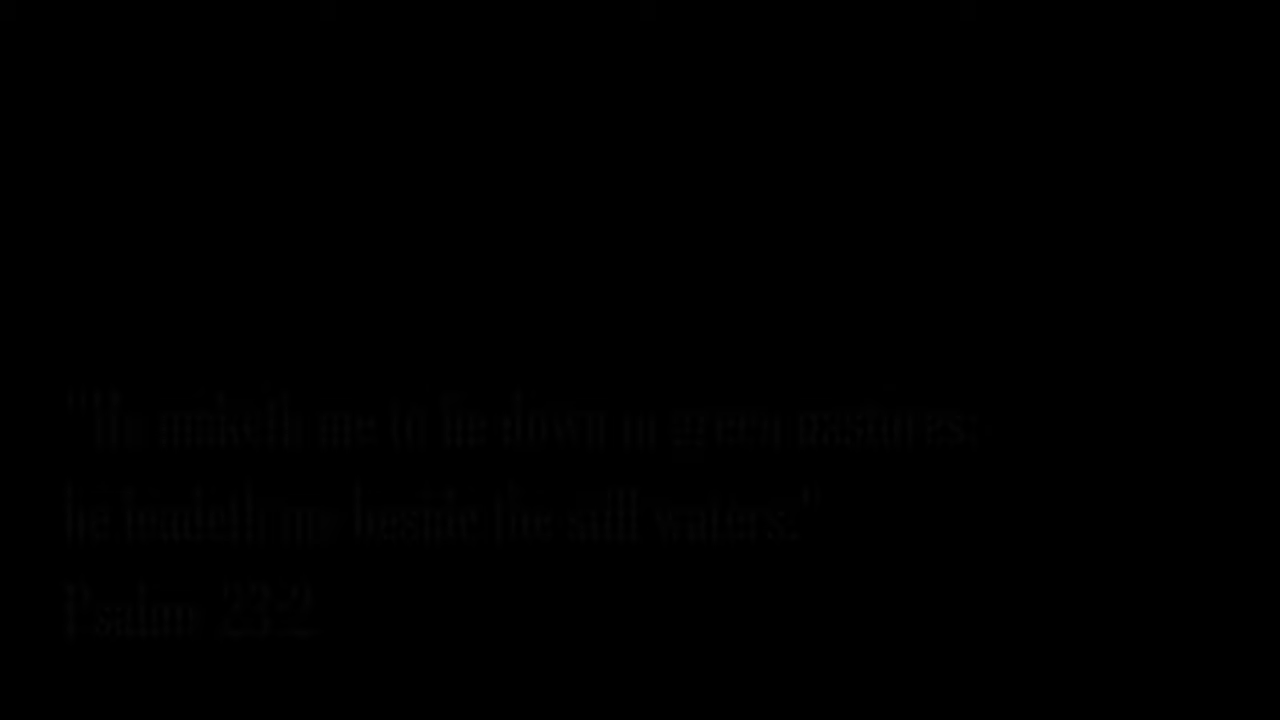 "He maketh me to lie down in green pastures:
he leadeth me beside the still waters."
Psalm 23:2